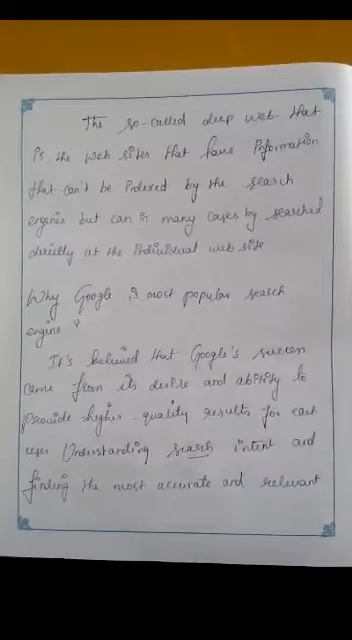 The so-called deep web that
is the web sites that have information
that can't be indexed by the search
engines but can in many cases by searched
directly at the individual web site
Why Google is most popular search
engine?
It's believed that Google's succen
came from its desire and ability to
provide higher quality results for each
user Understanding search intent and
finding the most accurate and relevant